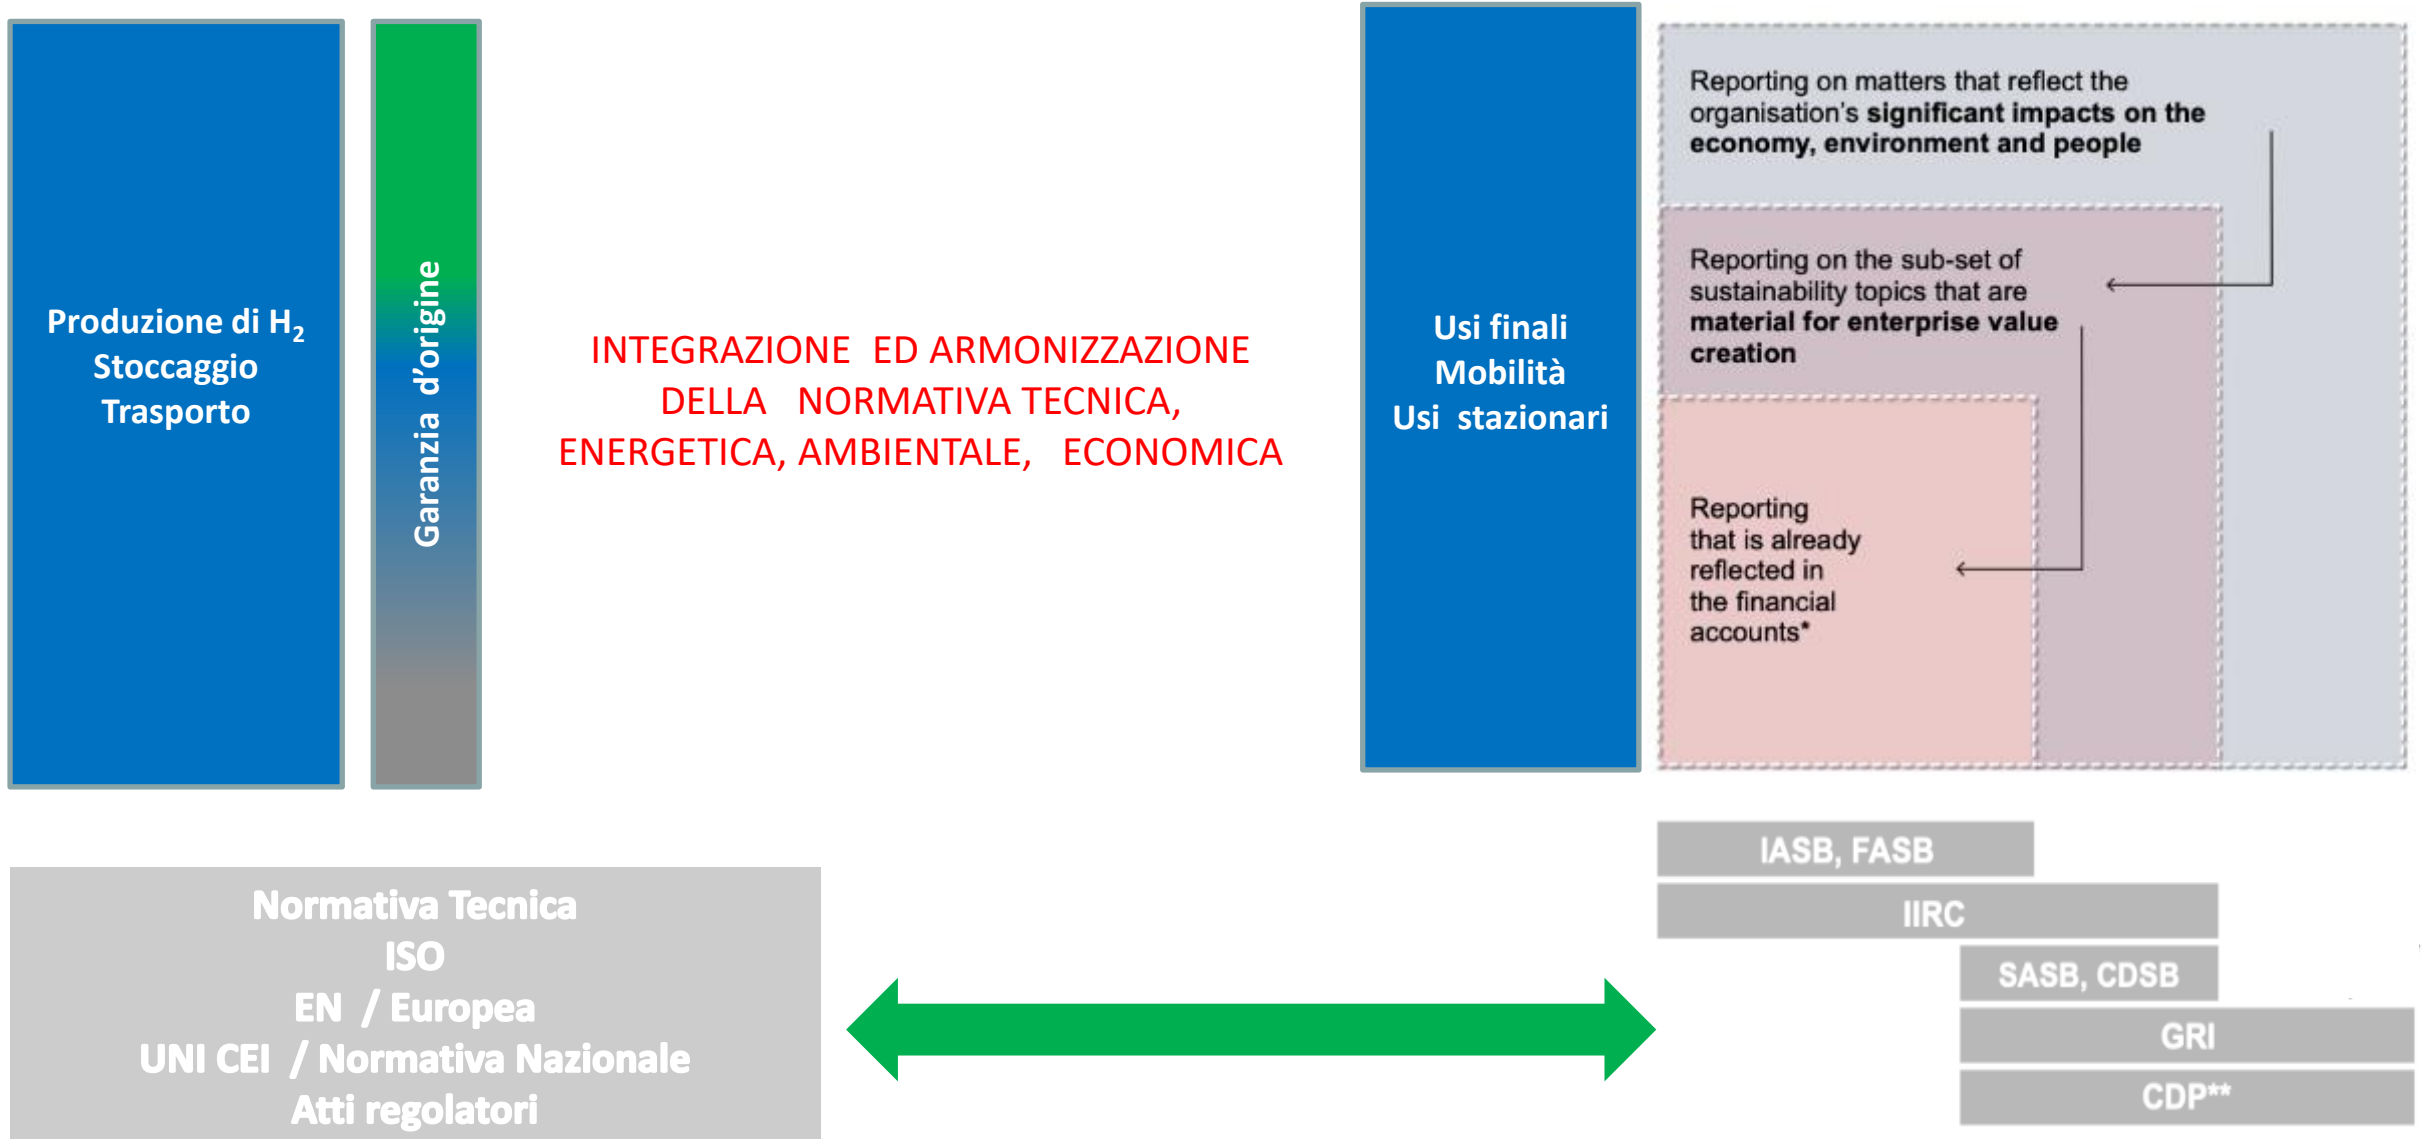 Produzione di H2
Stoccaggio
Trasporto
Garanzia d'origine
INTEGRAZIONE ED ARMONIZZAZIONE
DELLA NORMATIVA TECNICA,
ENERGETICA, AMBIENTALE, ECONOMICA
Usi finali
Mobilità
Usi stazionari
Reporting on matters that reflect the
organisation's significant impacts on the
economy, environment and people
Reporting on the sub-set of
sustainability topics that are
material for enterprise value
creation
Reporting
that is already
reflected in
the financial
accounts*
Normativa Tecnica
ISO
EN / Europea
UNI CEI / Normativa Nazionale
Atti regolatori
IASB, FASB
IIRC
SASB, CDSB
GRI
CDP**